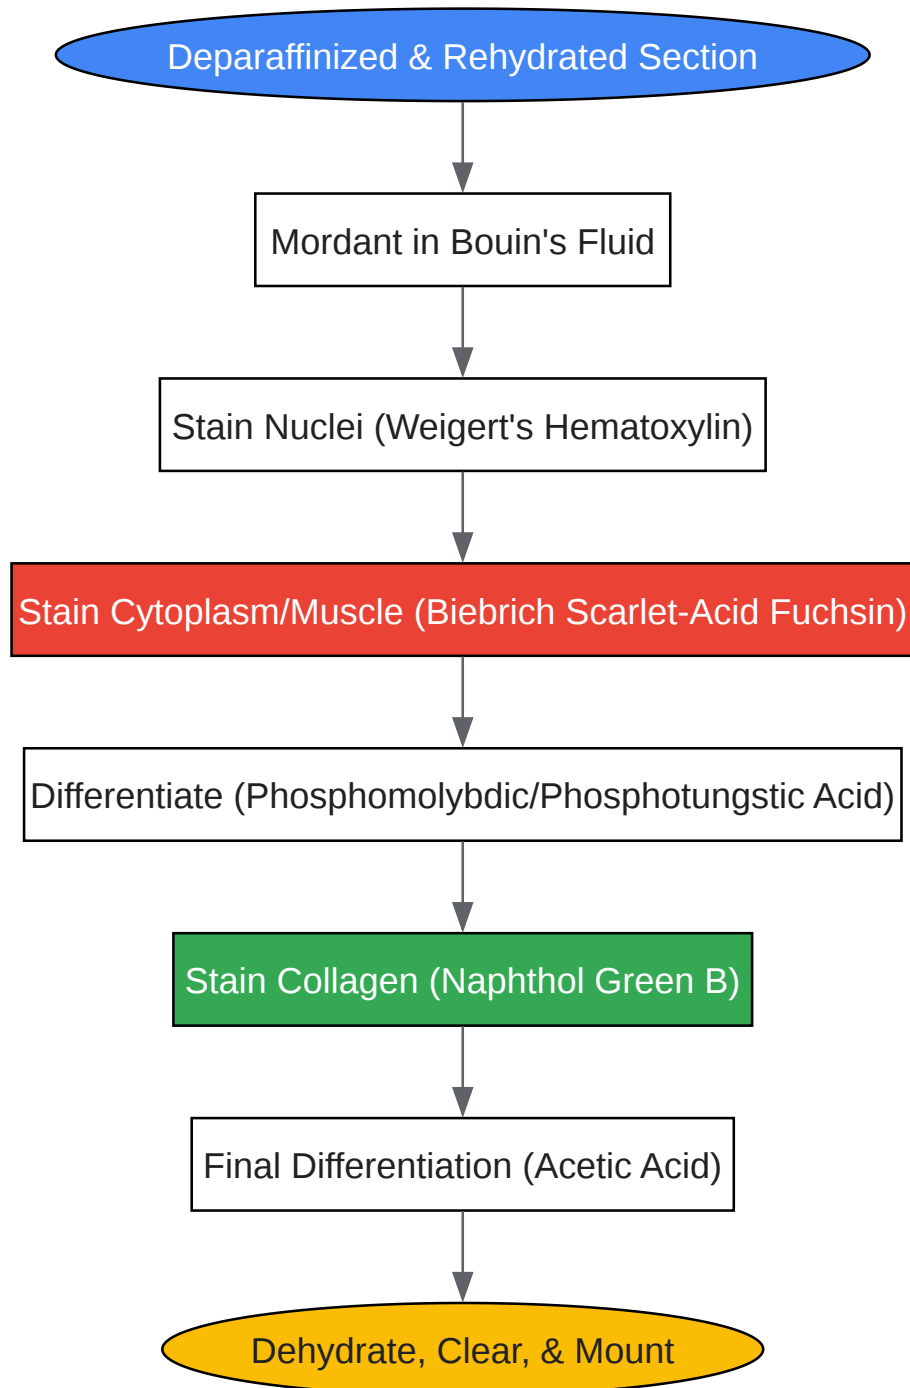 Deparaffinized & Rehydrated Section
Mordant in Bouin's Fluid
Stain Nuclei (Weigert's Hematoxylin)
Stain Cytoplasm/Muscle (Biebrich Scarlet-Acid Fuchsin)
Differentiate (Phosphomolybdic/Phosphotungstic Acid)
Stain Collagen (Naphthol Green B)
Final Differentiation (Acetic Acid)
Dehydrate, Clear, & Mount